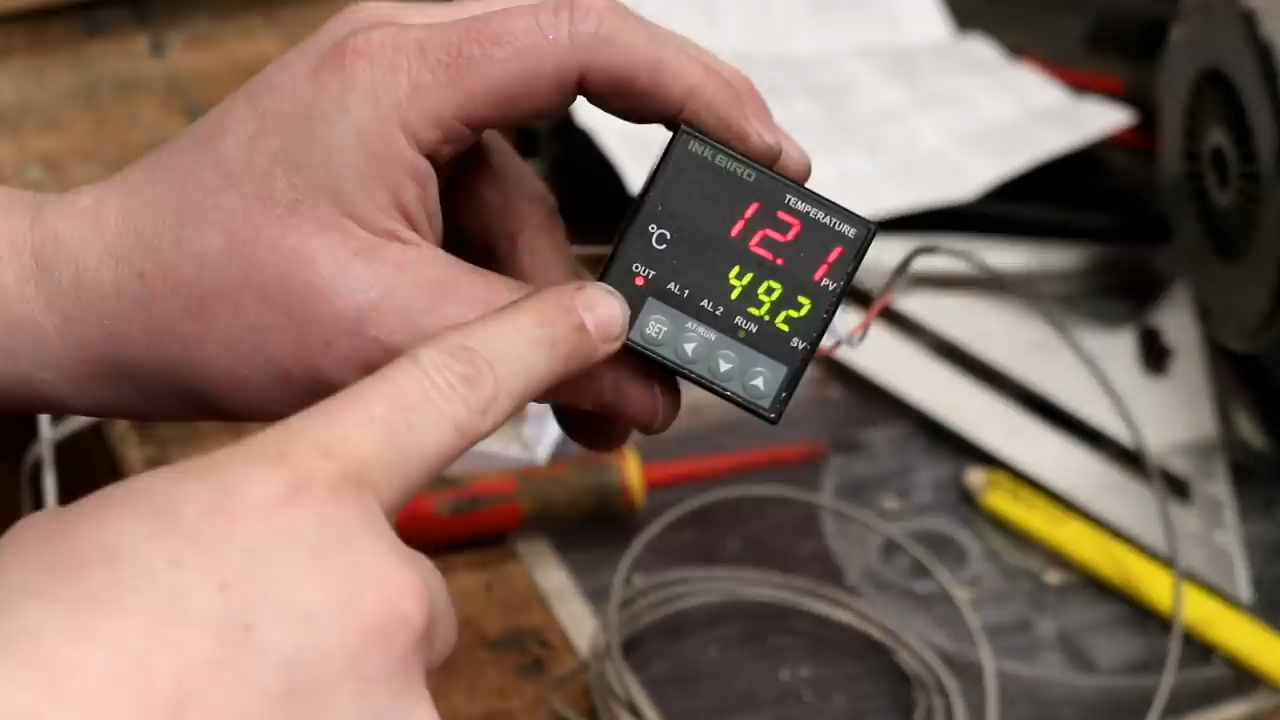 INKBIRD
TEMPERATURE
12.1
PV
°C
49.2
SV
OUT AL1 AL2 RUN
AT/RUN
SET